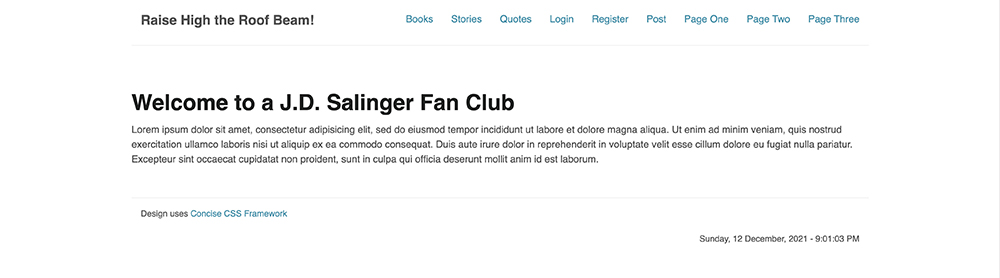 Raise High the Roof Beam! Books Stories Quotes Login Register Post Page One Page Two Page Three
Welcome to a J.D. Salinger Fan Club
Lorem ipsum dolor sit amet, consectetur adipisicing elit, sed do eiusmod tempor incididunt ut labore et dolore magna aliqua. Ut enim ad minim veniam, quis nostrud
exercitation ullamco laboris nisi ut aliquip ex ea commodo consequat. Duis aute irure dolor in reprehenderit in voluptate velit esse cillum dolore eu fugiat nulla pariatur.
Excepteur sint occaecat cupidatat non proident, sunt in culpa qui officia deserunt mollit anim id est laborum.
Design uses Concise CSS Framework
Sunday, 12 December, 2021 - 9:01:03 PM